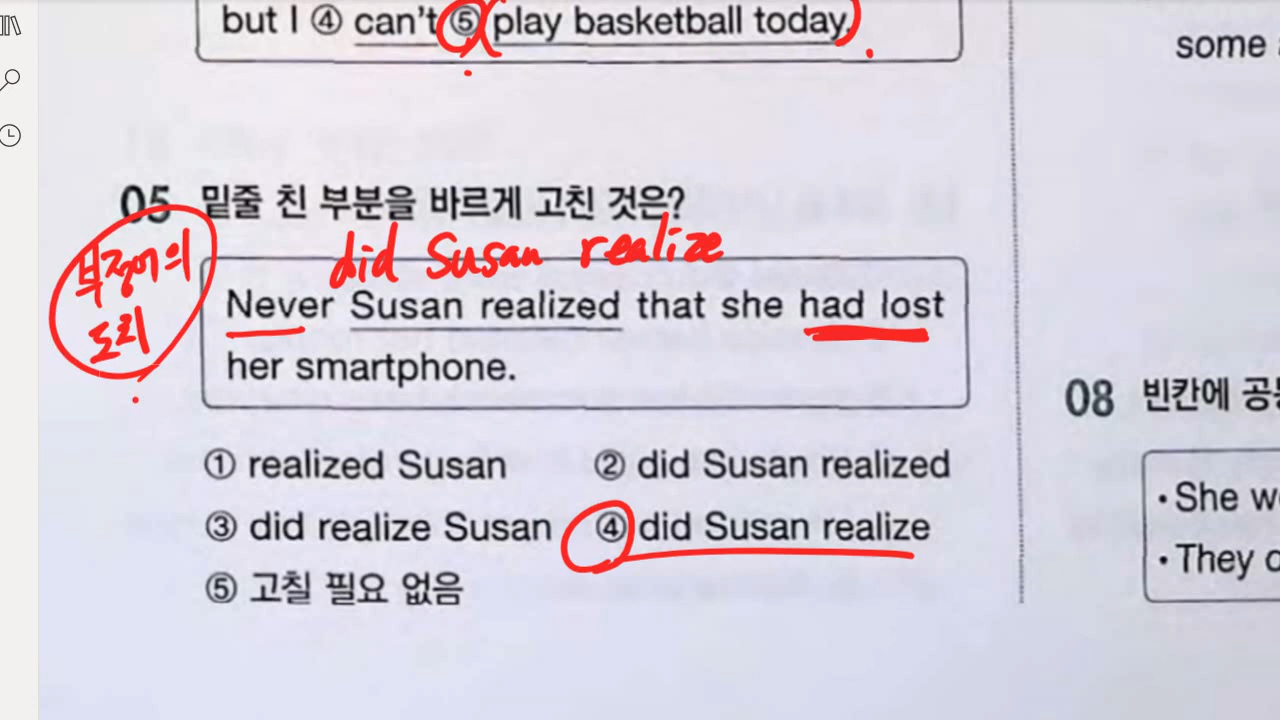 but I ④ can't ⑤ play basketball today.
some
05 밑줄 친 부분을 바르게 고친 것은?
부정어의
도치
did Susan realize
Never Susan realized that she had lost
her smartphone.
① realized Susan ② did Susan realized
③ did realize Susan ④ did Susan realize
⑤ 고칠 필요 없음
08 빈칸에
• She
• They